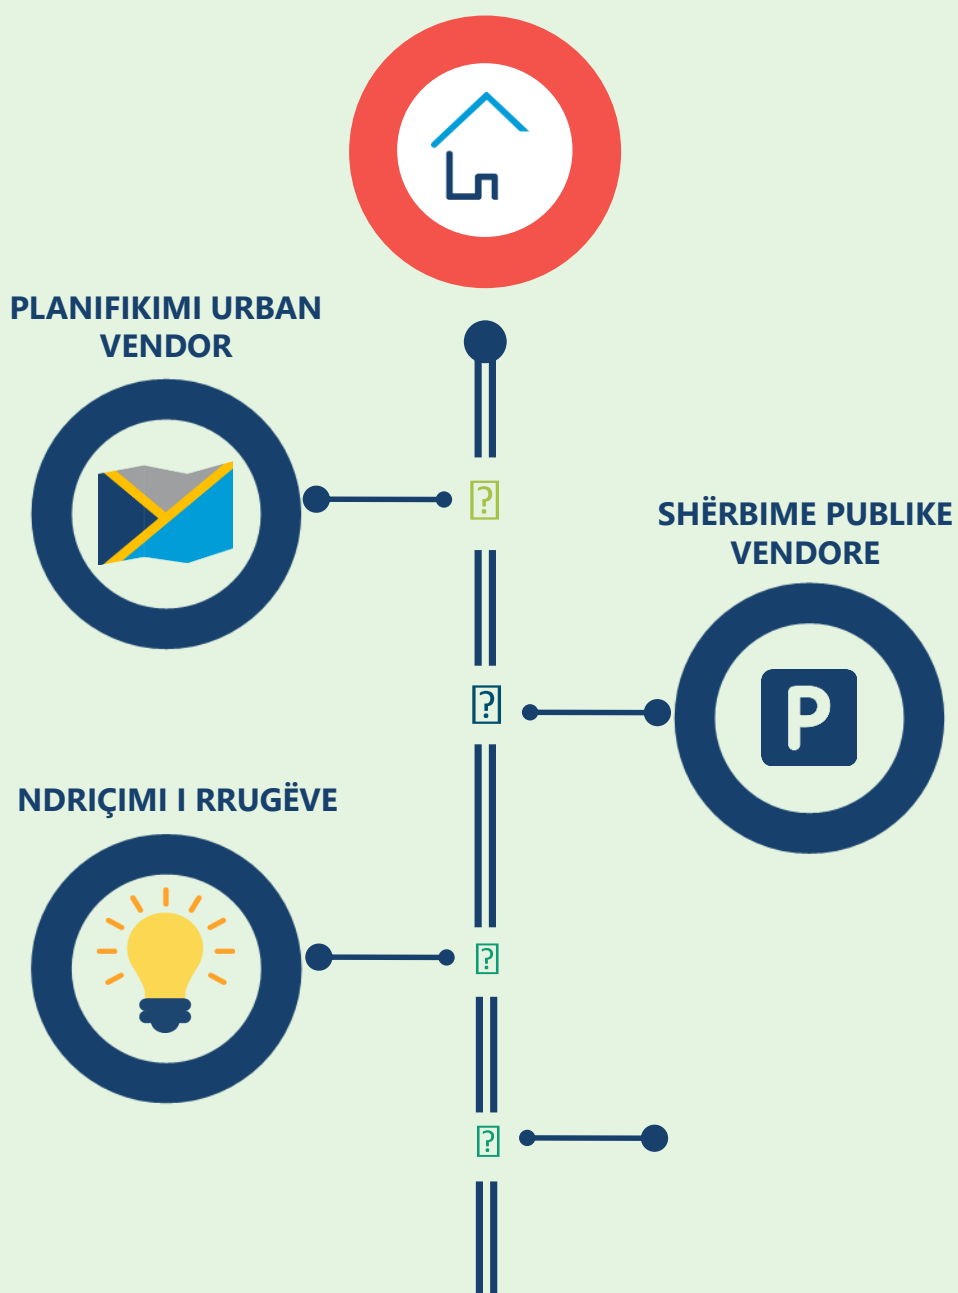 PLANIFIKIMI URBAN
VENDOR
SHËRBIME PUBLIKE
VENDORE
P
NDRIÇIMI I RRUGËVE